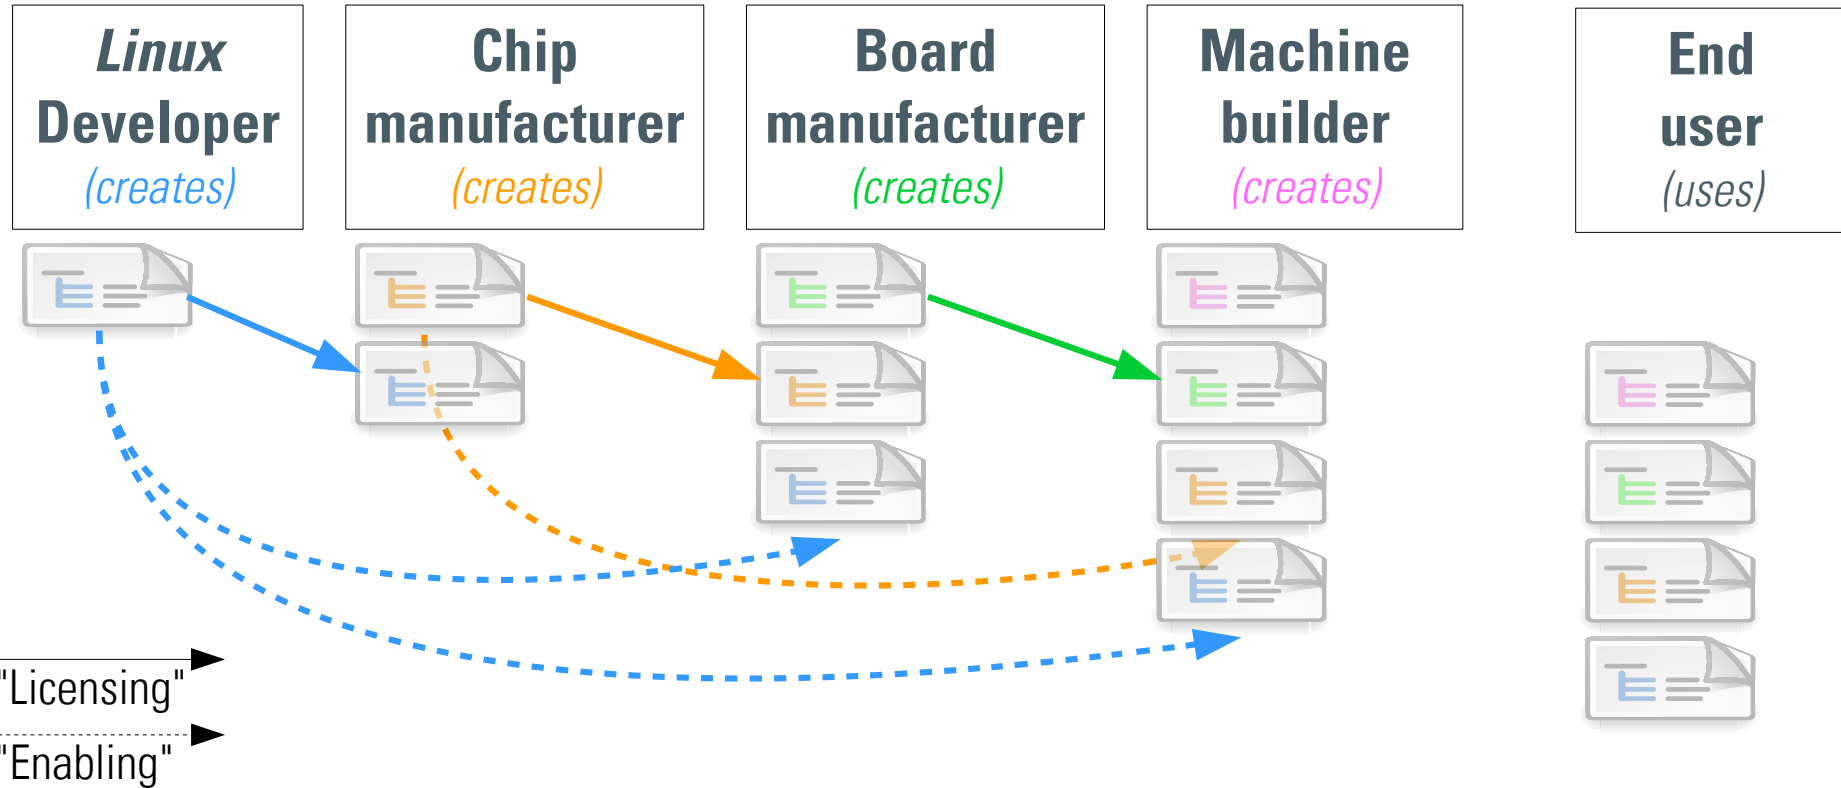 Linux
Developer
(creates)
Chip
manufacturer
(creates)
Board
manufacturer
(creates)
Machine
builder
(creates)
End
user
(uses)
"Licensing"
"Enabling"